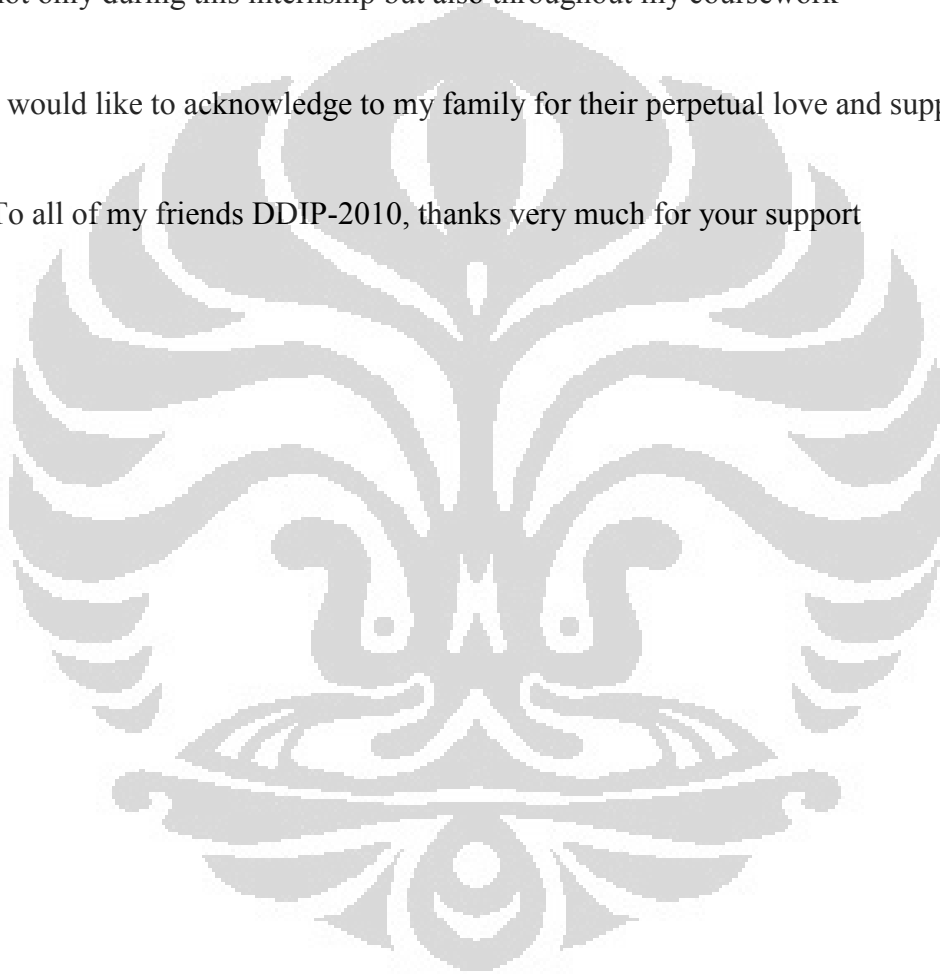 not only during this internship but also throughout my coursework
would like to acknowledge to my family for their perpetual love and supp
To all of my friends DDIP-2010, thanks very much for your support